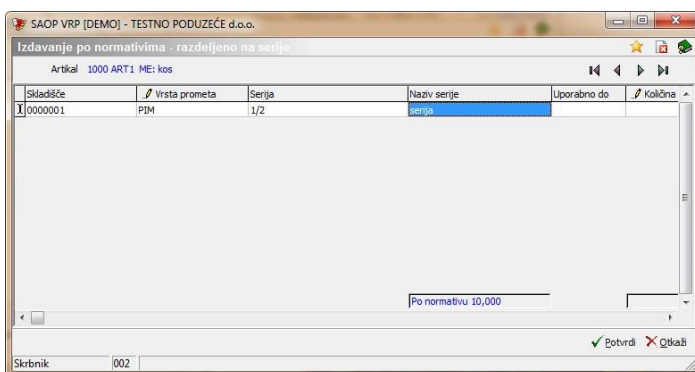 SAOP VRP [DEMO] - TESTNO PODUZEĆE d.o.o.
Izdavanje po normativima - razdeljeno na serije
Artikal 1000 ART1 ME: kos
Skladišče Vrsta prometa Serija Naziv serije Uporabno do Količina
0000001 PIM 1/2 serija
Po normativu 10,000
Potvrdi Otkaži
Skrbnik 002